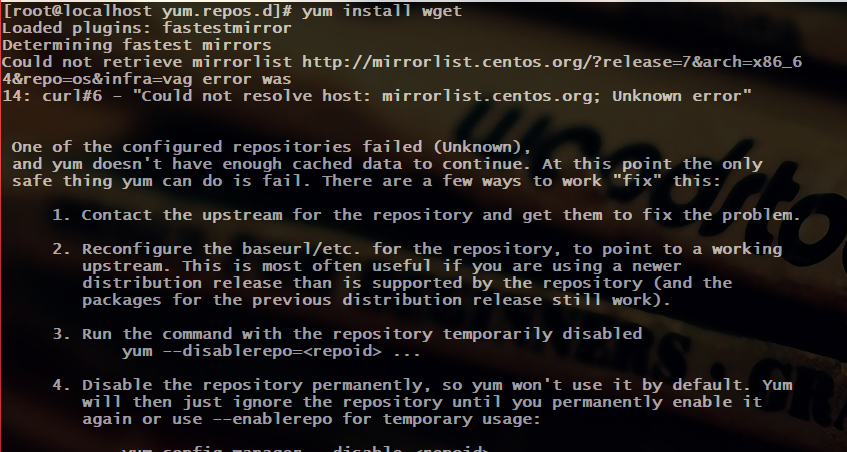 [root@localhost yum.repos.d]# yum install wget
Loaded plugins: fastestmirror
Determining fastest mirrors
Could not retrieve mirrorlist http://mirrorlist.centos.org/?release=7&arch=x86_6
4&repo=os&infra=vag error was
14: curl#6 - "Could not resolve host: mirrorlist.centos.org; Unknown error"
One of the configured repositories failed (Unknown),
and yum doesn't have enough cached data to continue. At this point the only
safe thing yum can do is fail. There are a few ways to work "fix" this:
1. Contact the upstream for the repository and get them to fix the problem.
2. Reconfigure the baseurl/etc. for the repository, to point to a working
upstream. This is most often useful if you are using a newer
distribution release than is supported by the repository (and the
packages for the previous distribution release still work).
3. Run the command with the repository temporarily disabled
yum --disablerepo=<repoid> ...
4. Disable the repository permanently, so yum won't use it by default. Yum
will then just ignore the repository until you permanently enable it
again or use --enablerepo for temporary usage:
yum-config-manager --disable <repoid>